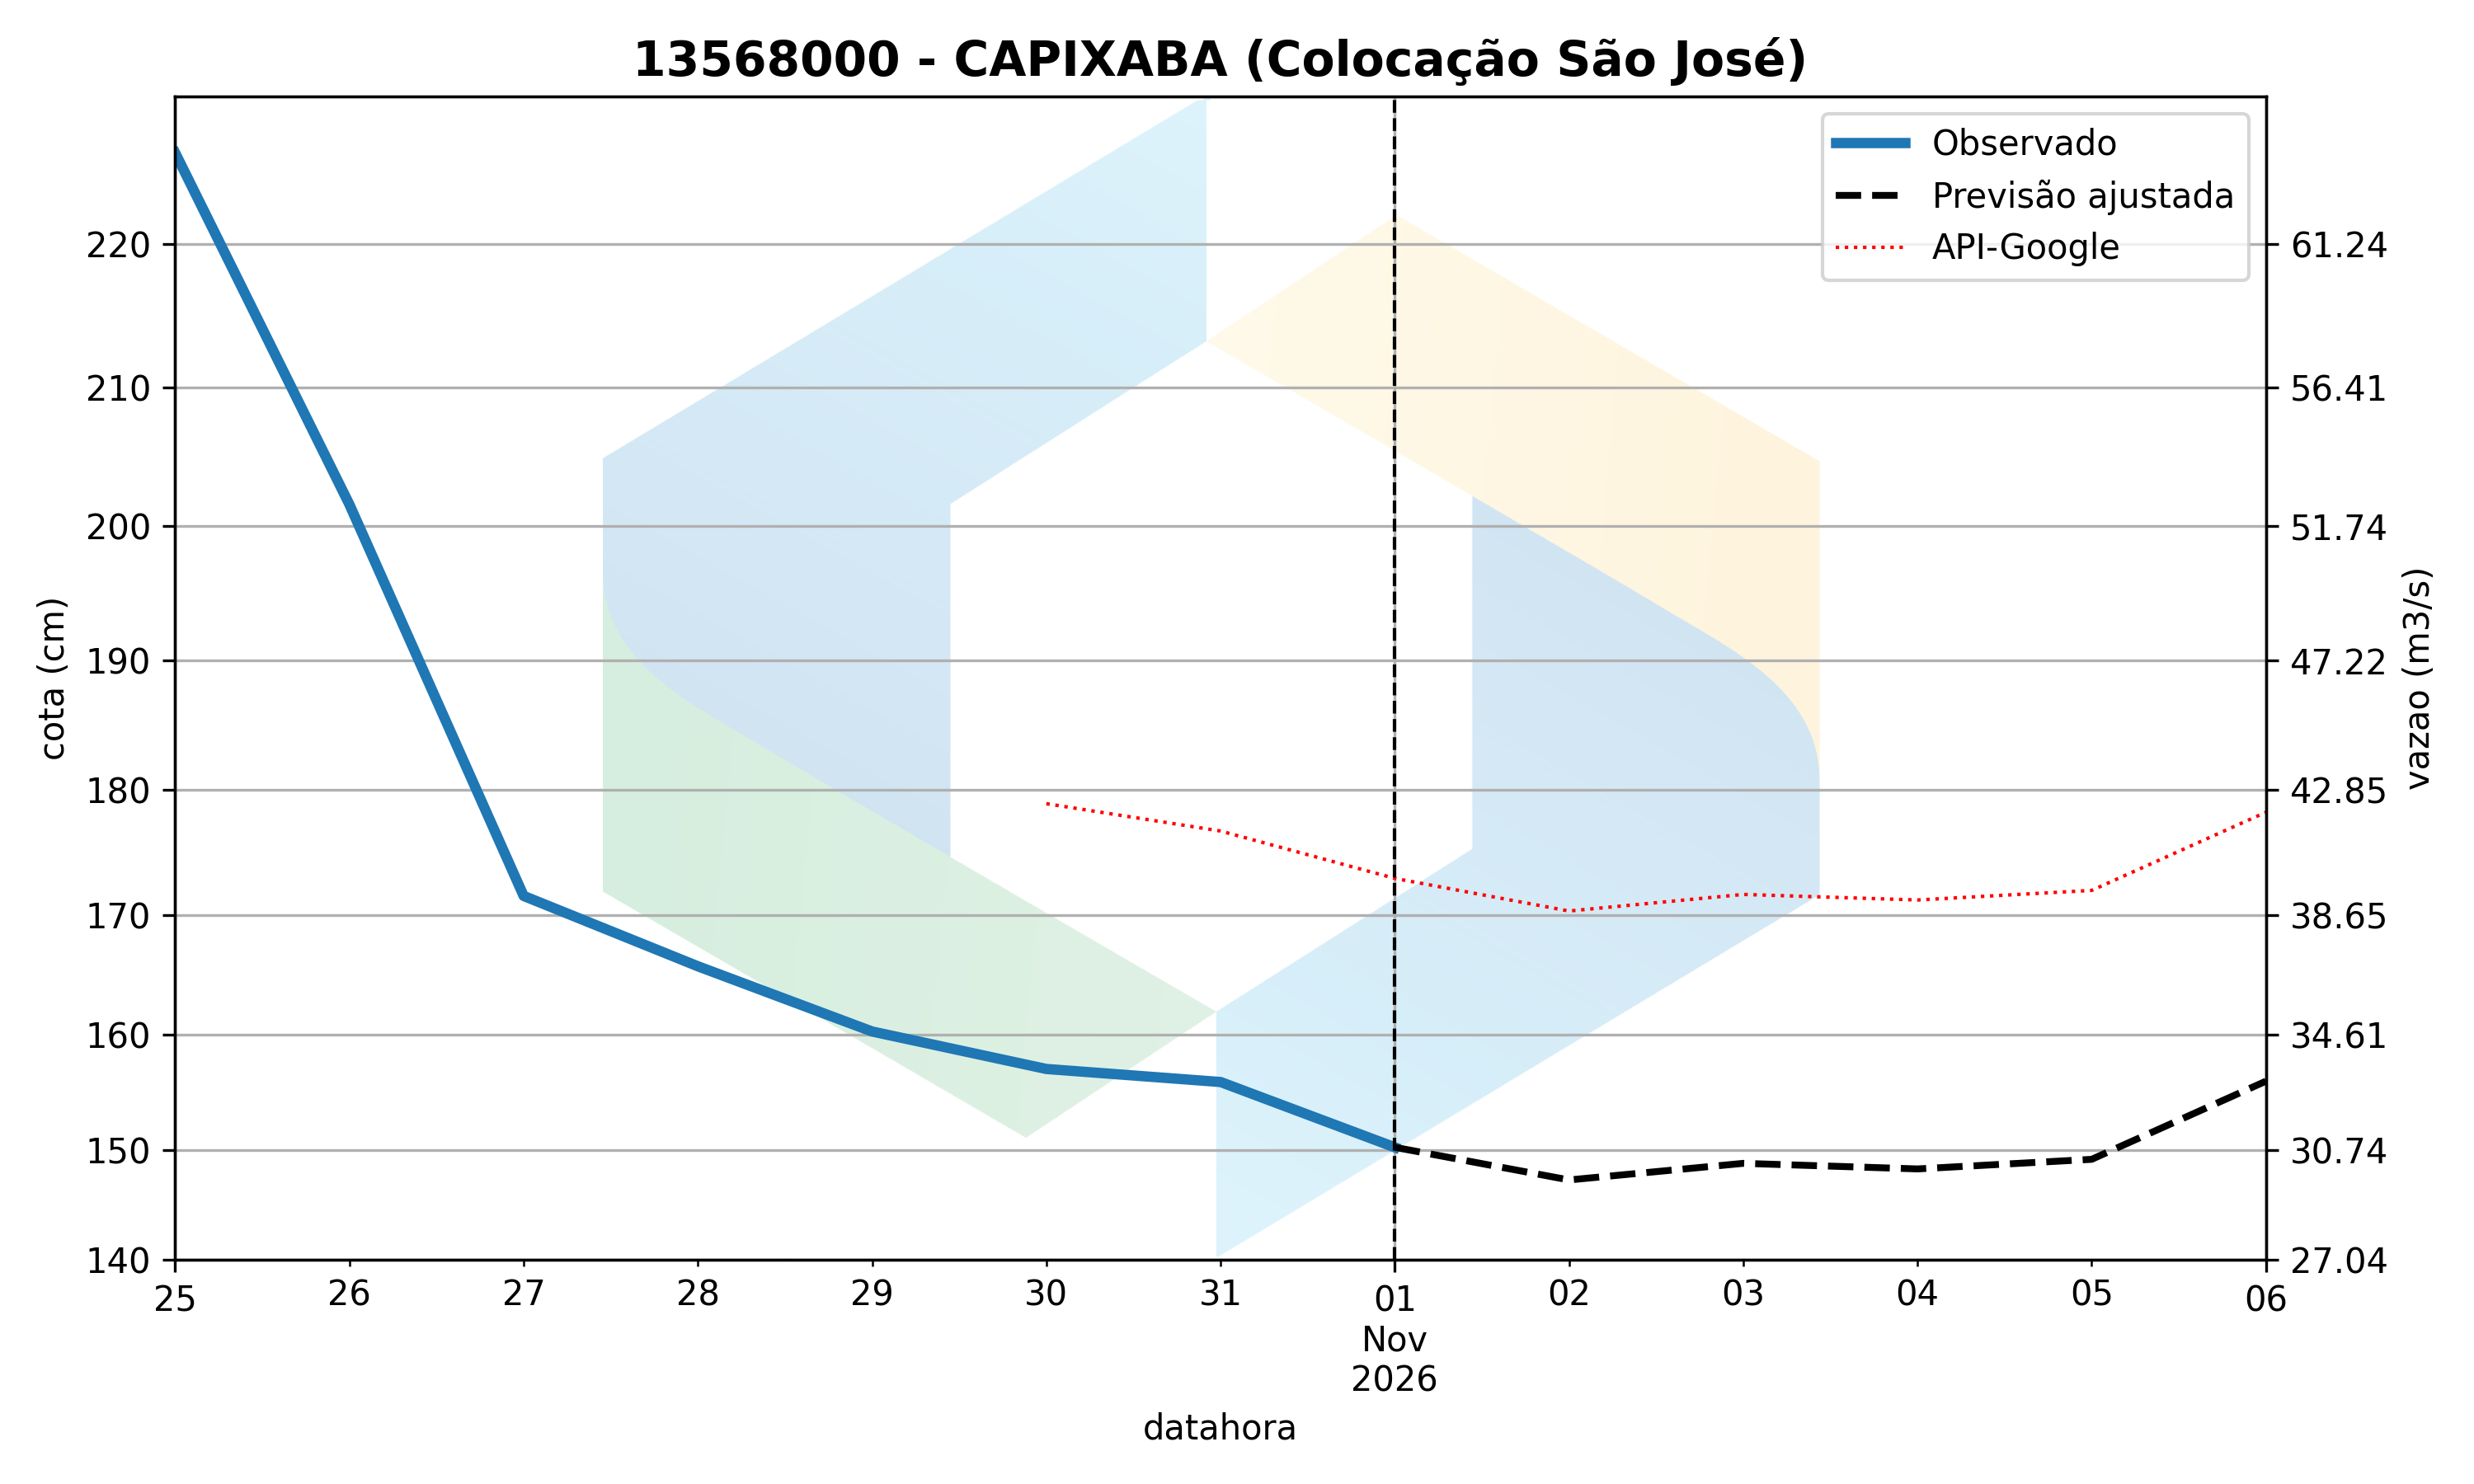 13568000 - CAPIXABA (Colocação São José)
Observado
Previsão ajustada
API-Google
cota (cm)
220
210
200
190
180
170
160
150
140
61.24
56.41
51.74
47.22
42.85
38.65
34.61
30.74
27.04
vazao (m3/s)
25 26 27 28 29 30 31 01 02 03 04 05 06
Nov
2026
datahora